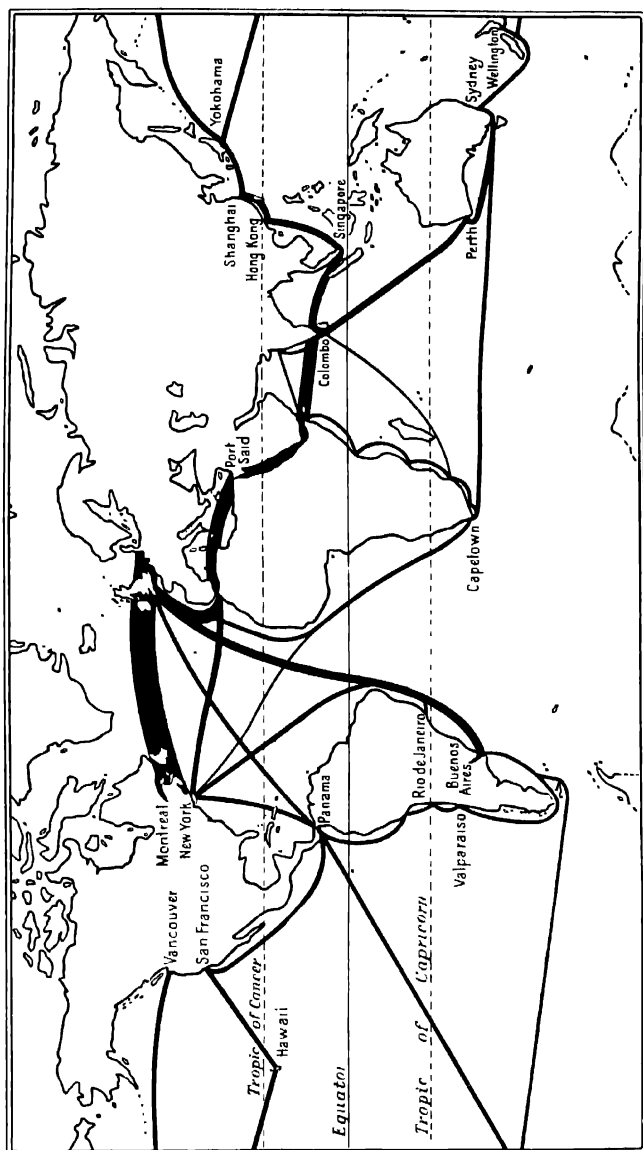 Vancouver
San Francisco
Hawaii
Montreal
New York
Panama
Rio de Janeiro
Buenos
Aires
Valparaiso
Port
Said
Capetown
Colombo
Yokohama
Shanghai
Hong Kong
Singapore
Perth
Sydney
Wellington
Tropic of Cancer
Equator
Tropic of Capricorn